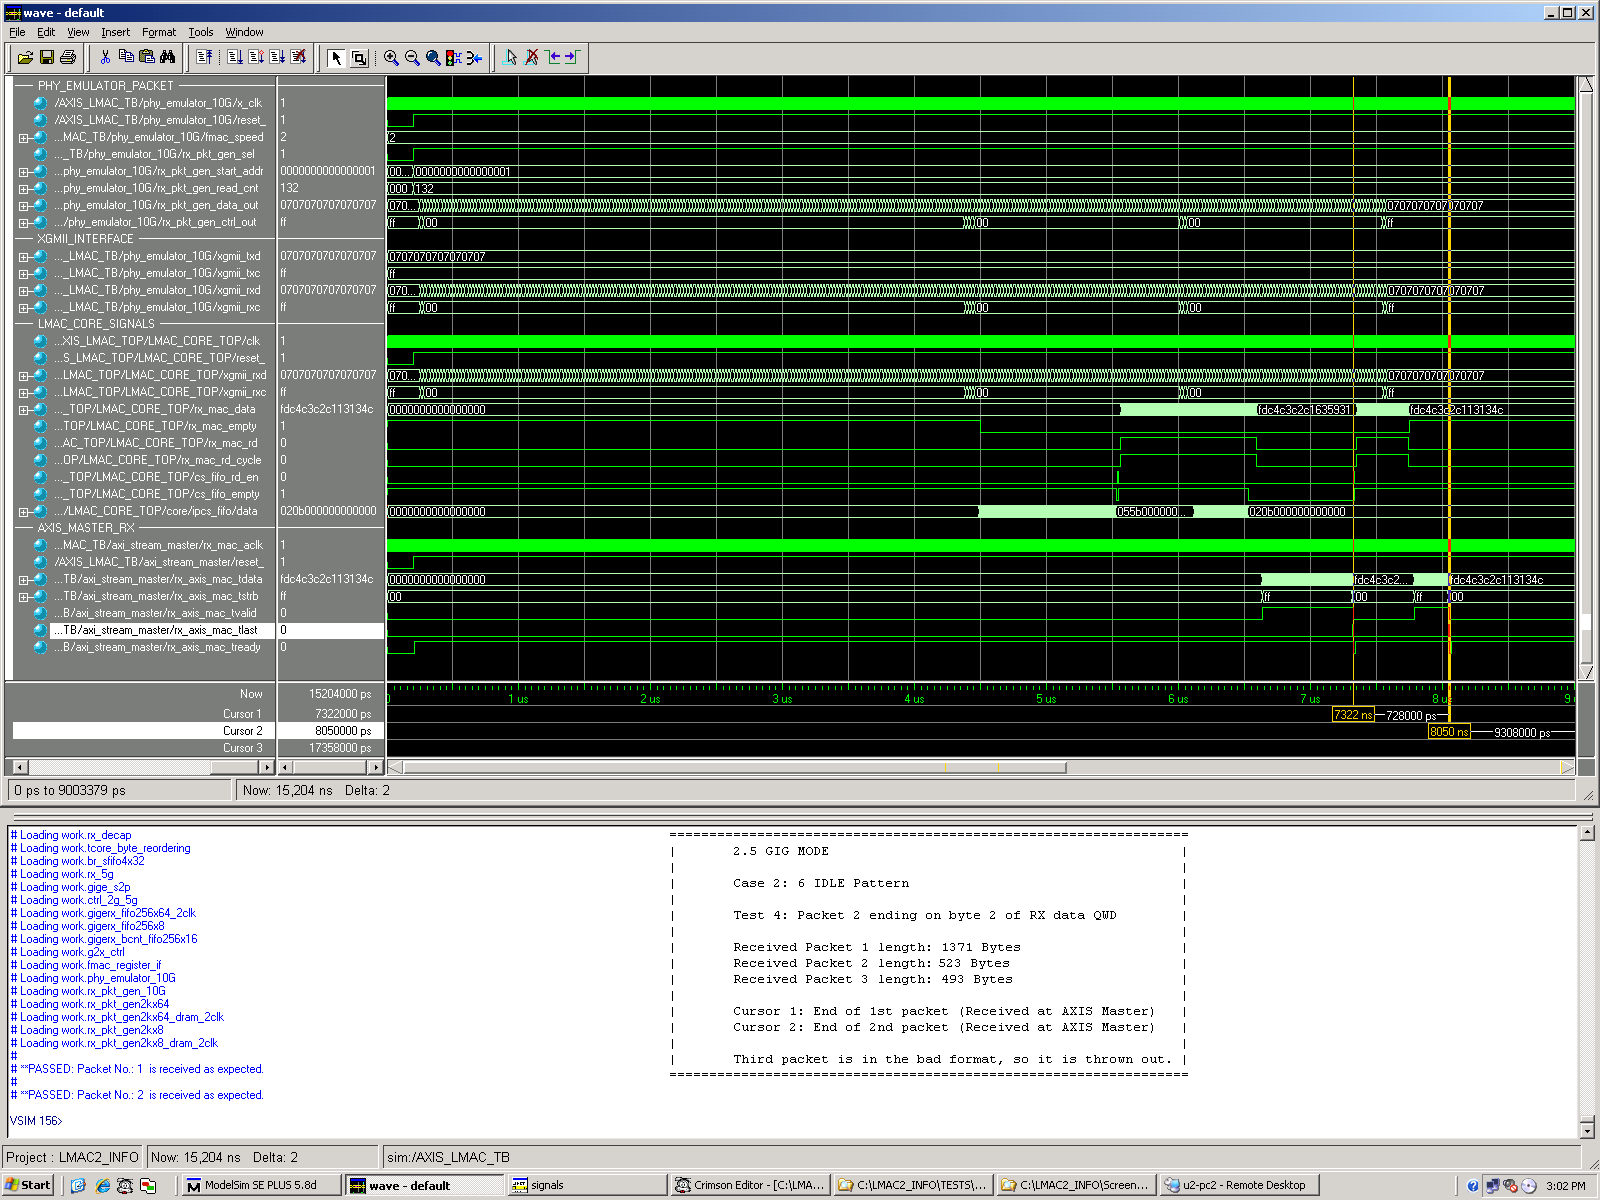 wave - default
File Edit View Insert Format Tools Window
PHY_EMULATOR_PACKET
/AXIS_LMAC_TB/phy_emulator_10G/x_clk 1
/AXIS_LMAC_TB/phy_emulator_10G/reset_ 1
...MAC_TB/phy_emulator_10G/fmac_speed 2 2
..._TB/phy_emulator_10G/rx_pkt_gen_sel 1
...phy_emulator_10G/rx_pkt_gen_start_addr 0000000000000001 00... 0000000000000001
...phy_emulator_10G/rx_pkt_gen_read_cnt 132 000 132
...phy_emulator_10G/rx_pkt_gen_data_out 0707070707070707 070... 0707070707070707
.../phy_emulator_10G/rx_pkt_gen_ctrl_out ff ff 00 00 00 ff
XGMII_INTERFACE
..._LMAC_TB/phy_emulator_10G/xgmii_txd 0707070707070707 0707070707070707
..._LMAC_TB/phy_emulator_10G/xgmii_txc ff ff
..._LMAC_TB/phy_emulator_10G/xgmii_rxd 0707070707070707 070... 0707070707070707
..._LMAC_TB/phy_emulator_10G/xgmii_rxc ff ff 00 00 00 ff
LMAC_CORE_SIGNALS
...XIS_LMAC_TOP/LMAC_CORE_TOP/clk 1
...S_LMAC_TOP/LMAC_CORE_TOP/reset_ 1
...LMAC_TOP/LMAC_CORE_TOP/xgmii_rxd 0707070707070707 070... 0707070707070707
...LMAC_TOP/LMAC_CORE_TOP/xgmii_rxc ff ff 00 00 00 ff
..._TOP/LMAC_CORE_TOP/rx_mac_data fdc4c3c2c113134c 0000000000000000 fdc4c3c2c1635931 fdc4c3c2c113134c
...TOP/LMAC_CORE_TOP/rx_mac_empty 1
...AC_TOP/LMAC_CORE_TOP/rx_mac_rd 0
...OP/LMAC_CORE_TOP/rx_mac_rd_cycle 0
..._TOP/LMAC_CORE_TOP/cs_fifo_rd_en 0
..._TOP/LMAC_CORE_TOP/cs_fifo_empty 1
.../LMAC_CORE_TOP/core/ipcs_fifo/data 020b000000000000 0000000000000000 055b000000... 020b000000000000
AXIS_MASTER_RX
...MAC_TB/axi_stream_master/rx_mac_aclk 1
/AXIS_LMAC_TB/axi_stream_master/reset_ 1
...TB/axi_stream_master/rx_axis_mac_tdata fdc4c3c2c113134c 0000000000000000 fdc4c3c2... fdc4c3c2c113134c
...TB/axi_stream_master/rx_axis_mac_tstrb ff 00 ff 00 ff 00
...B/axi_stream_master/rx_axis_mac_tvalid 0
...TB/axi_stream_master/rx_axis_mac_tlast 0
...B/axi_stream_master/rx_axis_mac_tready 0
Now 15204000 ps 0 1 us 2 us 3 us 4 us 5 us 6 us 7 us 8 us 9
Cursor 1 7322000 ps 7322 ns 728000 ps
Cursor 2 8050000 ps 8050 ns 9308000 ps
Cursor 3 17358000 ps
0 ps to 9003379 ps Now: 15,204 ns Delta: 2
# Loading work.rx_decap
# Loading work.tcore_byte_reordering
# Loading work.br_sfifo4x32
# Loading work.rx_5g
# Loading work.gige_s2p
# Loading work.ctrl_2g_5g
# Loading work.gigerx_fifo256x64_2clk
# Loading work.gigerx_fifo256x8
# Loading work.gigerx_bcnt_fifo256x16
# Loading work.g2x_ctrl
# Loading work.fmac_register_if
# Loading work.phy_emulator_10G
# Loading work.rx_pkt_gen_10G
# Loading work.rx_pkt_gen2kx64
# Loading work.rx_pkt_gen2kx64_dram_2clk
# Loading work.rx_pkt_gen2kx8
# Loading work.rx_pkt_gen2kx8_dram_2clk
#
# **PASSED: Packet No.: 1 is received as expected.
#
# **PASSED: Packet No.: 2 is received as expected.
VSIM 156>
2.5 GIG MODE
Case 2: 6 IDLE Pattern
Test 4: Packet 2 ending on byte 2 of RX data QWD
Received Packet 1 length: 1371 Bytes
Received Packet 2 length: 523 Bytes
Received Packet 3 length: 493 Bytes
Cursor 1: End of 1st packet (Received at AXIS Master)
Cursor 2: End of 2nd packet (Received at AXIS Master)
Third packet is in the bad format, so it is thrown out.
Project : LMAC2_INFO Now: 15,204 ns Delta: 2 sim:/AXIS_LMAC_TB
Start ModelSim SE PLUS 5.8d wave - default signals Crimson Editor - [C:\LMA... C:\LMAC2_INFO\TESTS\... C:\LMAC2_INFO\Screen... u2-pc2 - Remote Desktop 3:02 PM